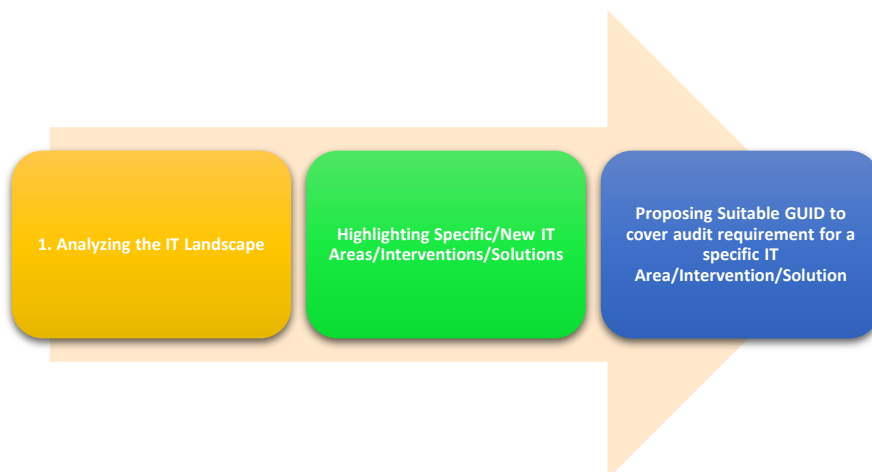 1. Analyzing the IT Landscape
Highlighting Specific/New IT
Areas/Interventions/Solutions
Proposing Suitable GUID to
cover audit requirement for a
specific IT
Area/Intervention/Solution